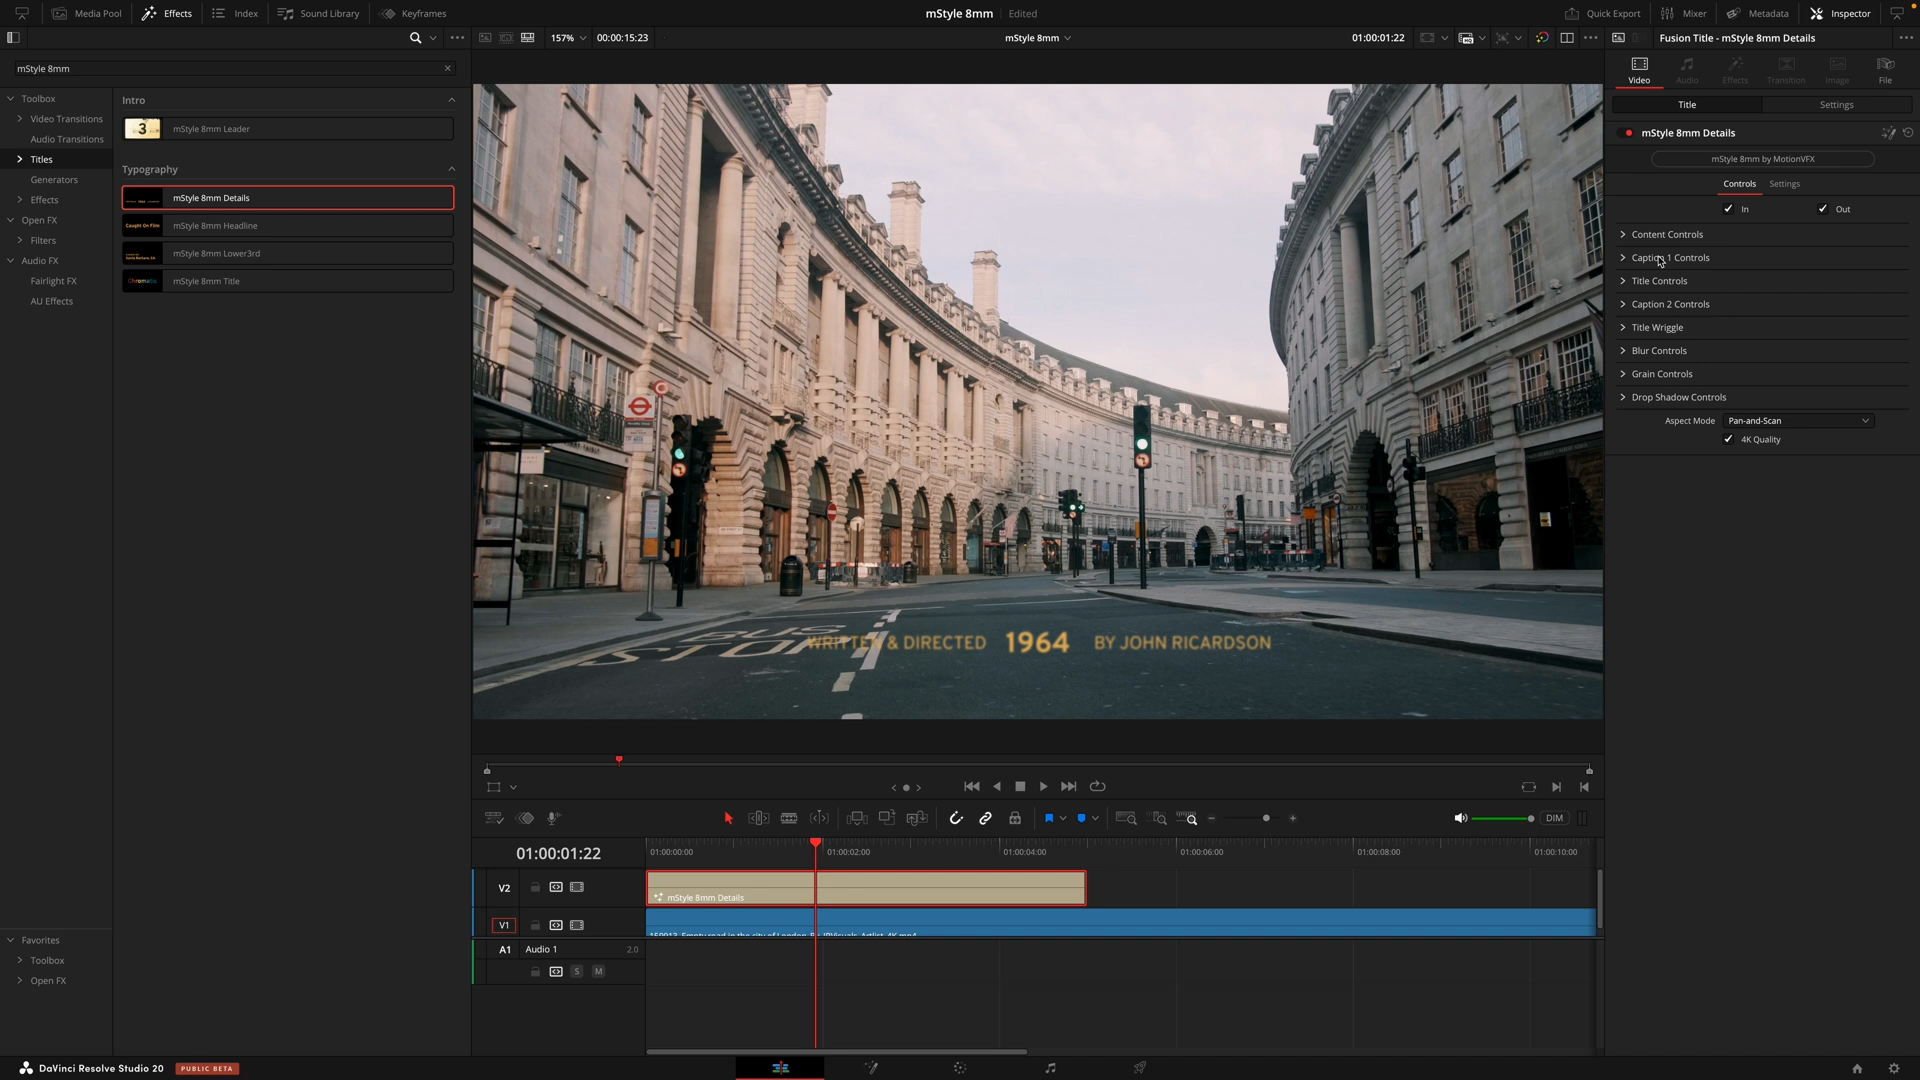 Media Pool
Effects
Index
Sound Library
Keyframes
mStyle 8mm
Edited
Quick Export
Mixer
Metadata
Inspector
157%
00:00:15:23
mStyle 8mm
01:00:01:22
Fusion Title - mStyle 8mm Details
mStyle 8mm
Toolbox
Video Transitions
Audio Transitions
Titles
Generators
Effects
Open FX
Filters
Audio FX
Fairlight FX
AU Effects
Intro
3
mStyle 8mm Leader
Typography
mStyle 8mm Details
Caught On Film
mStyle 8mm Headline
mStyle 8mm Lower3rd
Chromatic
mStyle 8mm Title
BUS
STOP
WRITTEN & DIRECTED 1964 BY JOHN RICARDSON
Video
Audio
Effects
Transition
Image
File
Title
Settings
mStyle 8mm Details
mStyle 8mm by MotionVFX
Controls
Settings
In
Out
Content Controls
Caption 1 Controls
Title Controls
Caption 2 Controls
Title Wriggle
Blur Controls
Grain Controls
Drop Shadow Controls
Aspect Mode
Pan-and-Scan
4K Quality
DIM
01:00:01:22
01:00:00:00
01:00:02:00
01:00:04:00
01:00:06:00
01:00:08:00
01:00:10:00
V2
mStyle 8mm Details
V1
A1
Audio 1
2.0
S
M
Favorites
Toolbox
Open FX
DaVinci Resolve Studio 20
PUBLIC BETA